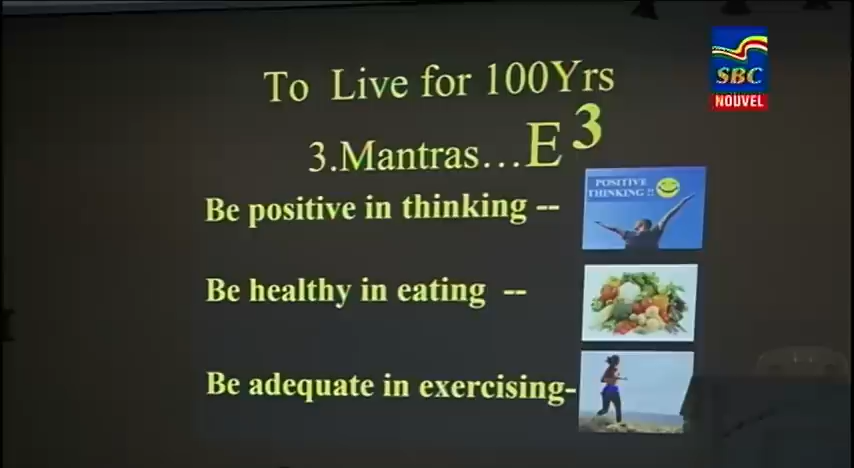 SBC
NOUVEL
To Live for 100Yrs
3.Mantras...E³
Be positive in thinking --
POSITIVE
THINKING !!
Be healthy in eating --
Be adequate in exercising-